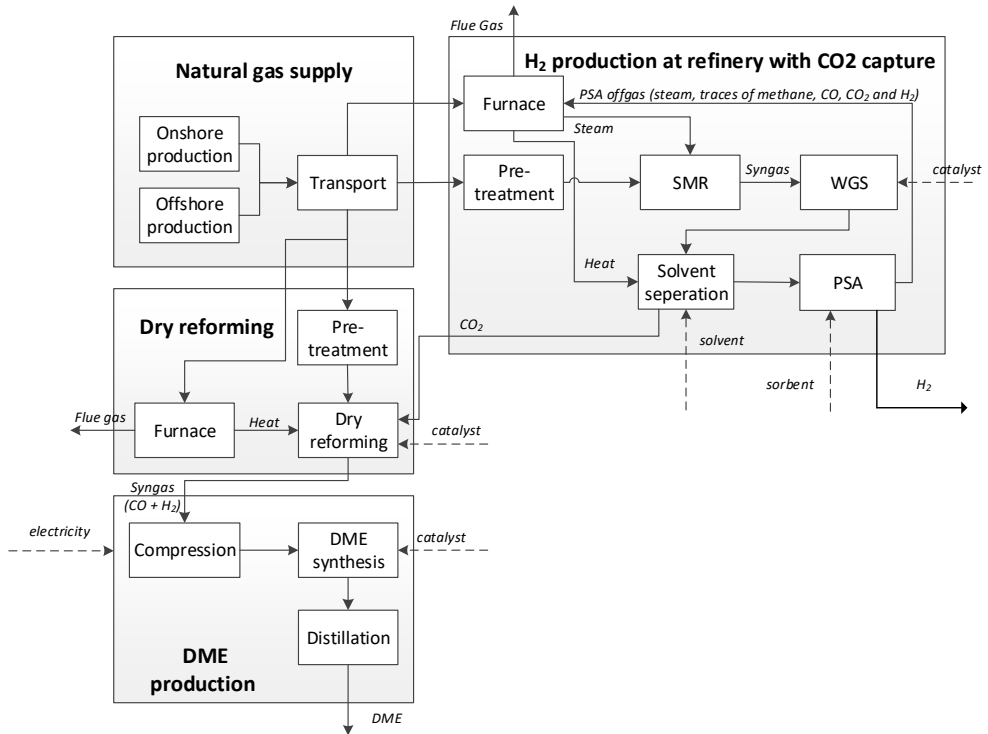 Flue Gas
Natural gas supply
Onshore
production
Offshore
production
Transport
H₂ production at refinery with CO2 capture
Furnace
PSA offgas (steam, traces of methane, CO, CO₂ and H₂)
Steam
Pre-
treatment
SMR
Syngas
WGS
catalyst
Heat
Solvent
seperation
PSA
CO₂
solvent
sorbent
H₂
Dry reforming
Pre-
treatment
Flue gas
Furnace
Heat
Dry
reforming
catalyst
Syngas
(CO + H₂)
electricity
Compression
DME
synthesis
catalyst
Distillation
DME
production
DME